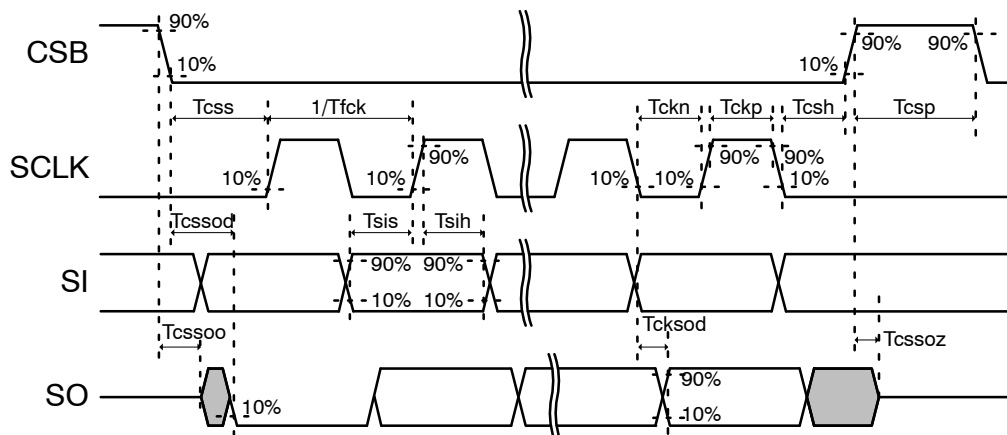 90%
CSB
10%
10%
90%
90%
Tcss
1/Tfck
Tckn
Tckp
Tcsh
Tcsp
SCLK
10%
10%
90%
10%
10%
90%
90%
10%
Tcssod
Tsis
Tsih
SI
90%
90%
10%
10%
Tcssoo
Tcksod
Tcssoz
SO
10%
90%
10%